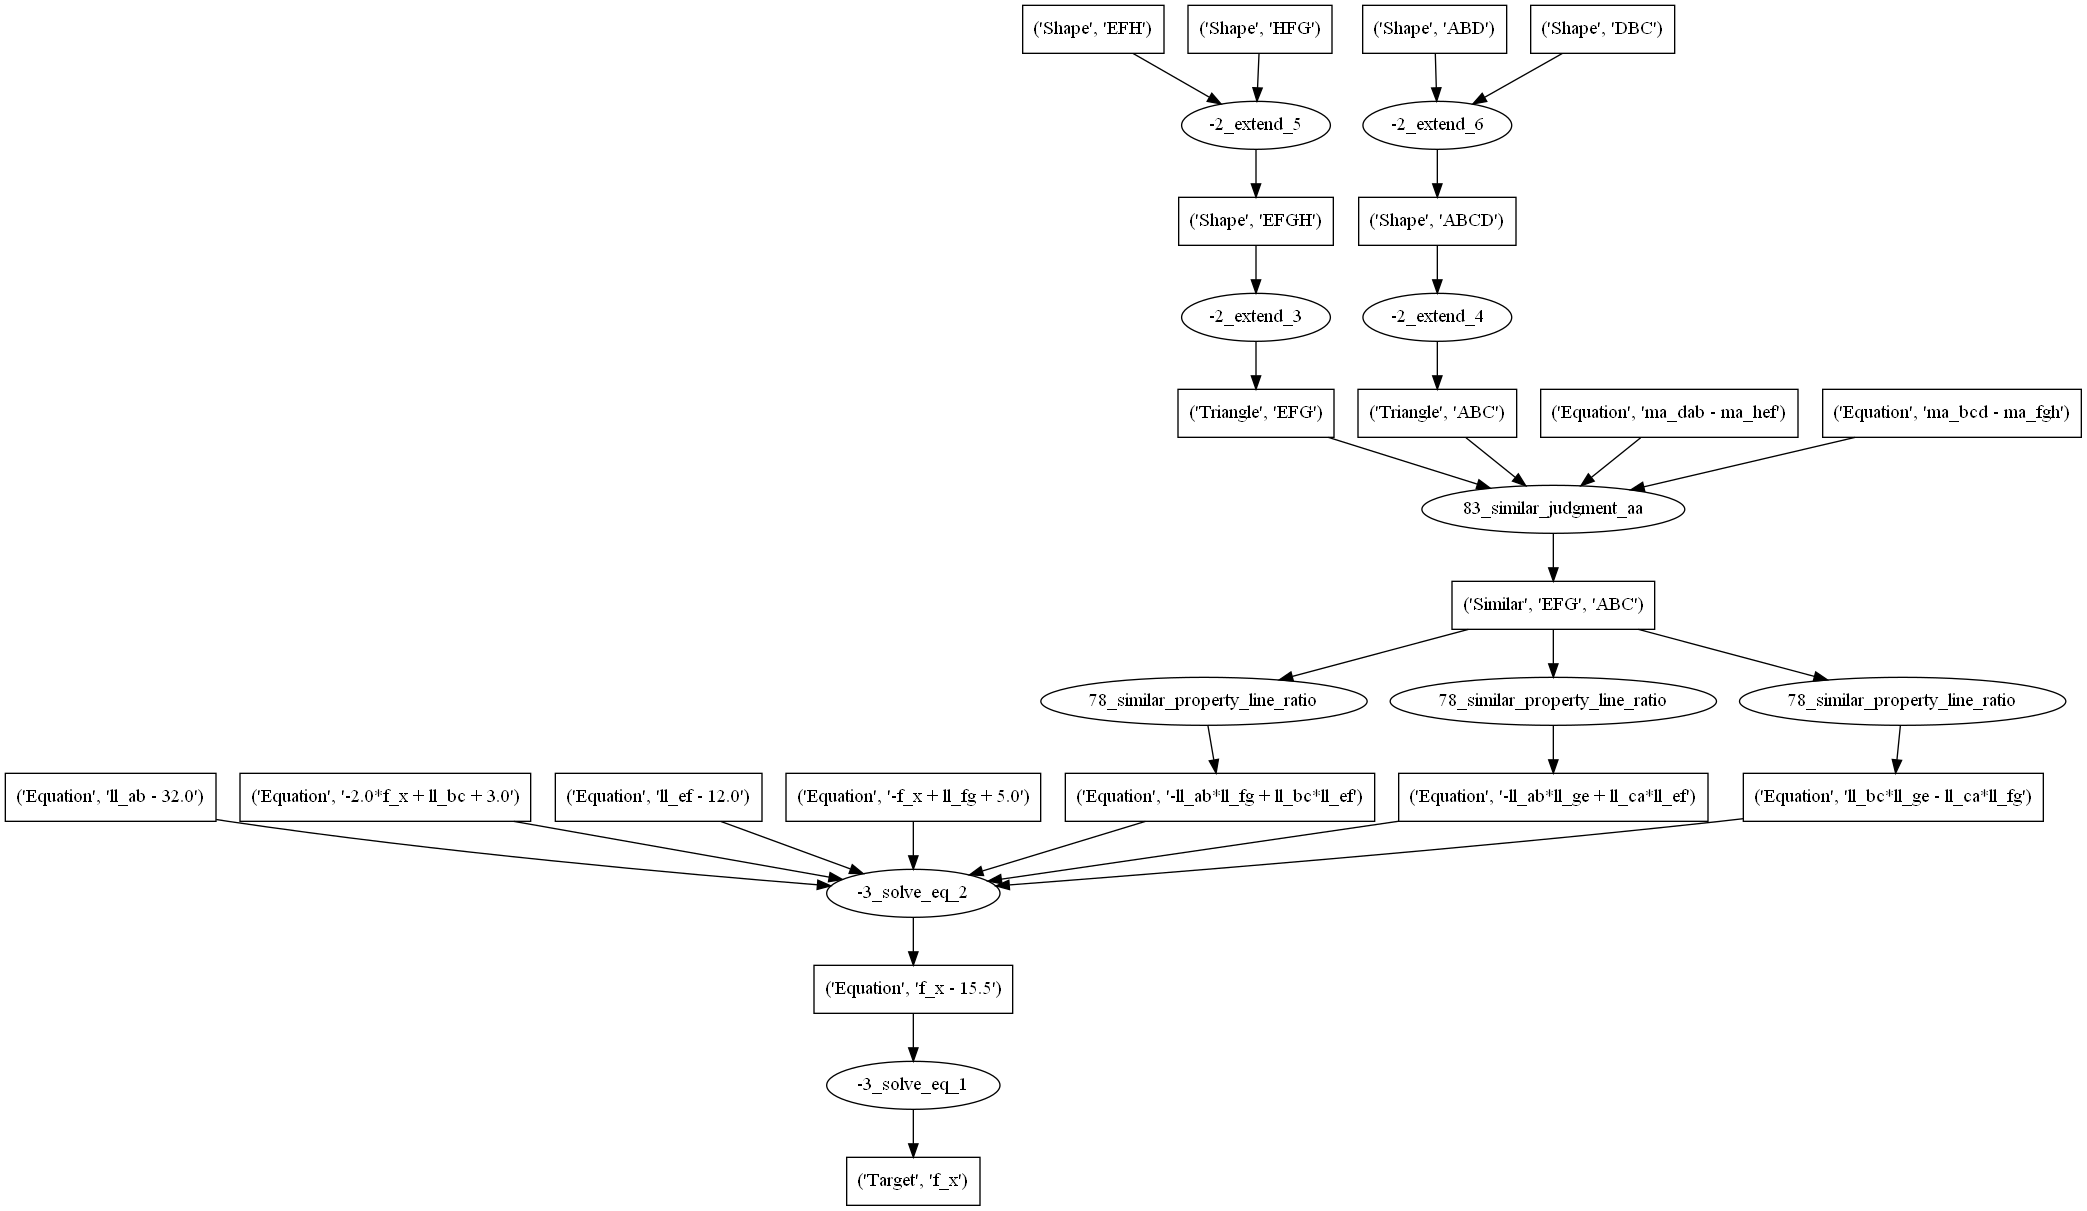 ('Shape', 'EFH')
('Shape', 'HFG')
('Shape', 'ABD')
('Shape', 'DBC')
-2_extend_5
-2_extend_6
('Shape', 'EFGH')
('Shape', 'ABCD')
-2_extend_3
-2_extend_4
('Triangle', 'EFG')
('Triangle', 'ABC')
('Equation', 'ma_dab - ma_hef')
('Equation', 'ma_bcd - ma_fgh')
83_similar_judgment_aa
('Similar', 'EFG', 'ABC')
78_similar_property_line_ratio
78_similar_property_line_ratio
78_similar_property_line_ratio
('Equation', 'll_ab - 32.0')
('Equation', '-2.0*f_x + ll_bc + 3.0')
('Equation', 'll_ef - 12.0')
('Equation', '-f_x + ll_fg + 5.0')
('Equation', '-ll_ab*ll_fg + ll_bc*ll_ef')
('Equation', '-ll_ab*ll_ge + ll_ca*ll_ef')
('Equation', 'll_bc*ll_ge - ll_ca*ll_fg')
-3_solve_eq_2
('Equation', 'f_x - 15.5')
-3_solve_eq_1
('Target', 'f_x')